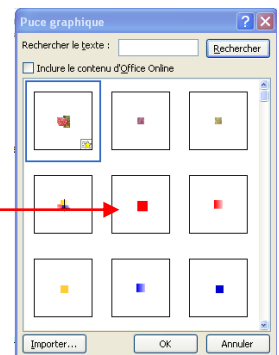 Puce graphique
Rechercher le texte : Rechercher
Inclure le contenu d'Office Online
Importer... OK Annuler